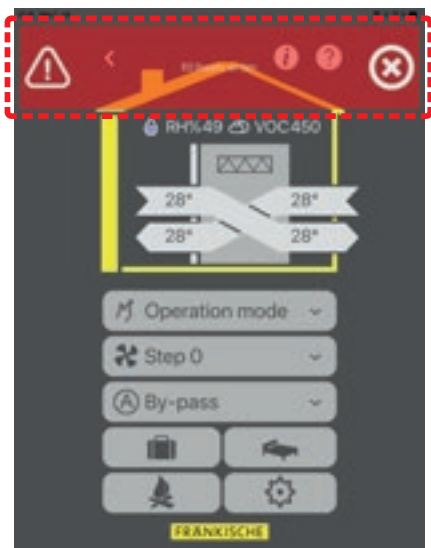 RH%49 VOC450
28° 28°
28° 28°
Operation mode
Step 0
A By-pass
FRÄNKISCHE